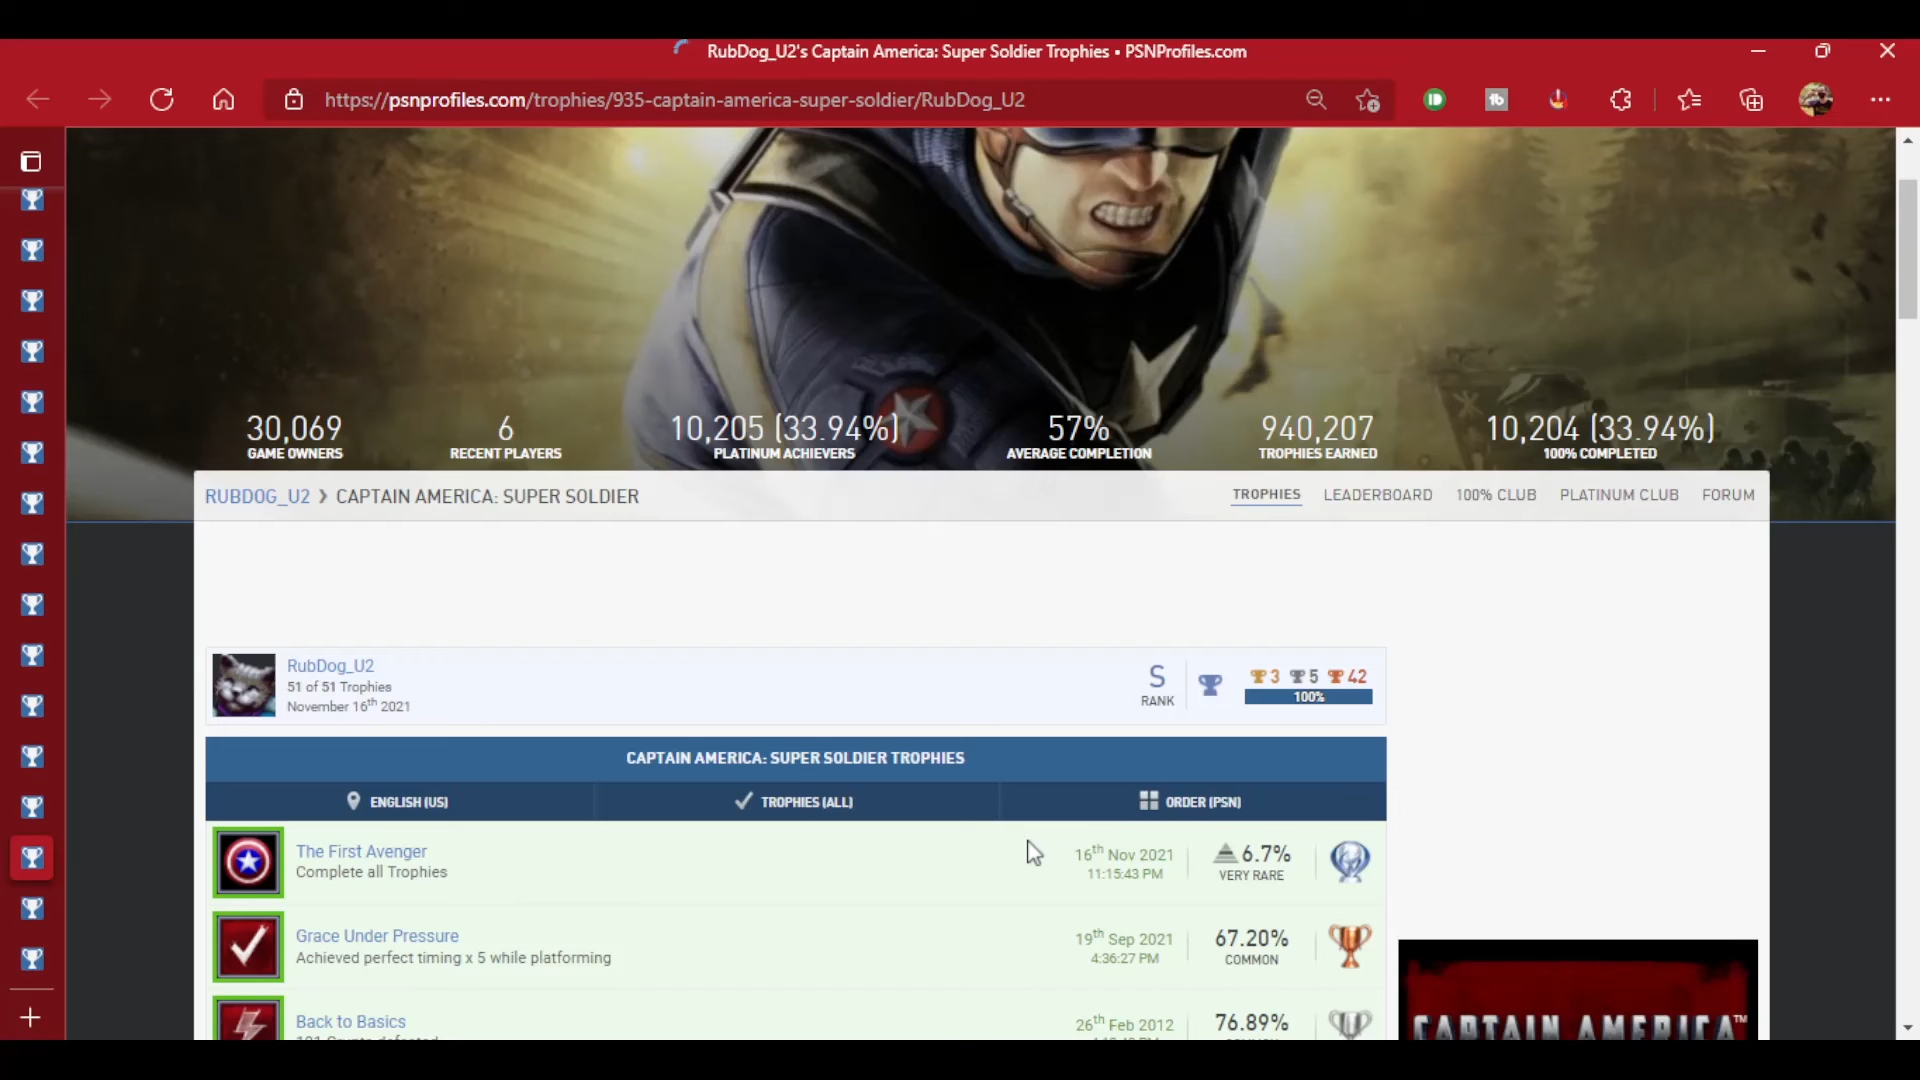 RubDog_U2's Captain America: Super Soldier Trophies • PSNProfiles.com
https://psnprofiles.com/trophies/935-captain-america-super-soldier/RubDog_U2
30,069 6 10,205 (33.94%) 57% 940,207 10,204 (33.94%)
GAME OWNERS RECENT PLAYERS PLATINUM ACHIEVERS AVERAGE COMPLETION TROPHIES EARNED 100% COMPLETED
RUBDOG_U2 > CAPTAIN AMERICA: SUPER SOLDIER TROPHIES LEADERBOARD 100% CLUB PLATINUM CLUB FORUM
RubDog_U2
51 of 51 Trophies
November 16th 2021
S
RANK
3 5 42
100%
CAPTAIN AMERICA: SUPER SOLDIER TROPHIES
ENGLISH (US) TROPHIES (ALL) ORDER (PSN)
The First Avenger
Complete all Trophies
16th Nov 2021
11:15:43 PM
6.7%
VERY RARE
Grace Under Pressure
Achieved perfect timing x 5 while platforming
19th Sep 2021
4:36:27 PM
67.20%
COMMON
Back to Basics
26th Feb 2012
76.89%
CAPTAIN AMERICA™